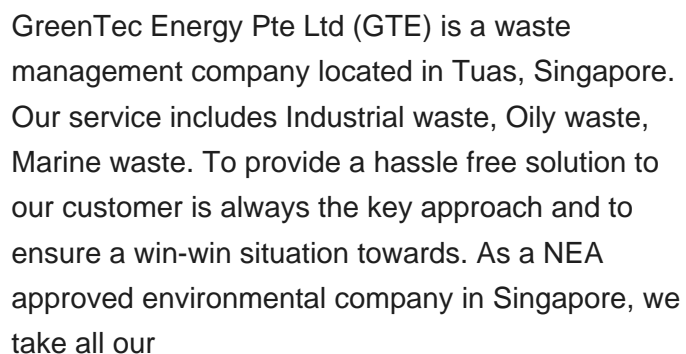 GreenTec Energy Pte Ltd (GTE) is a waste
management company located in Tuas, Singapore.
Our service includes Industrial waste, Oily waste,
Marine waste. To provide a hassle free solution to
our customer is always the key approach and to
ensure a win-win situation towards. As a NEA
approved environmental company in Singapore, we
take all our